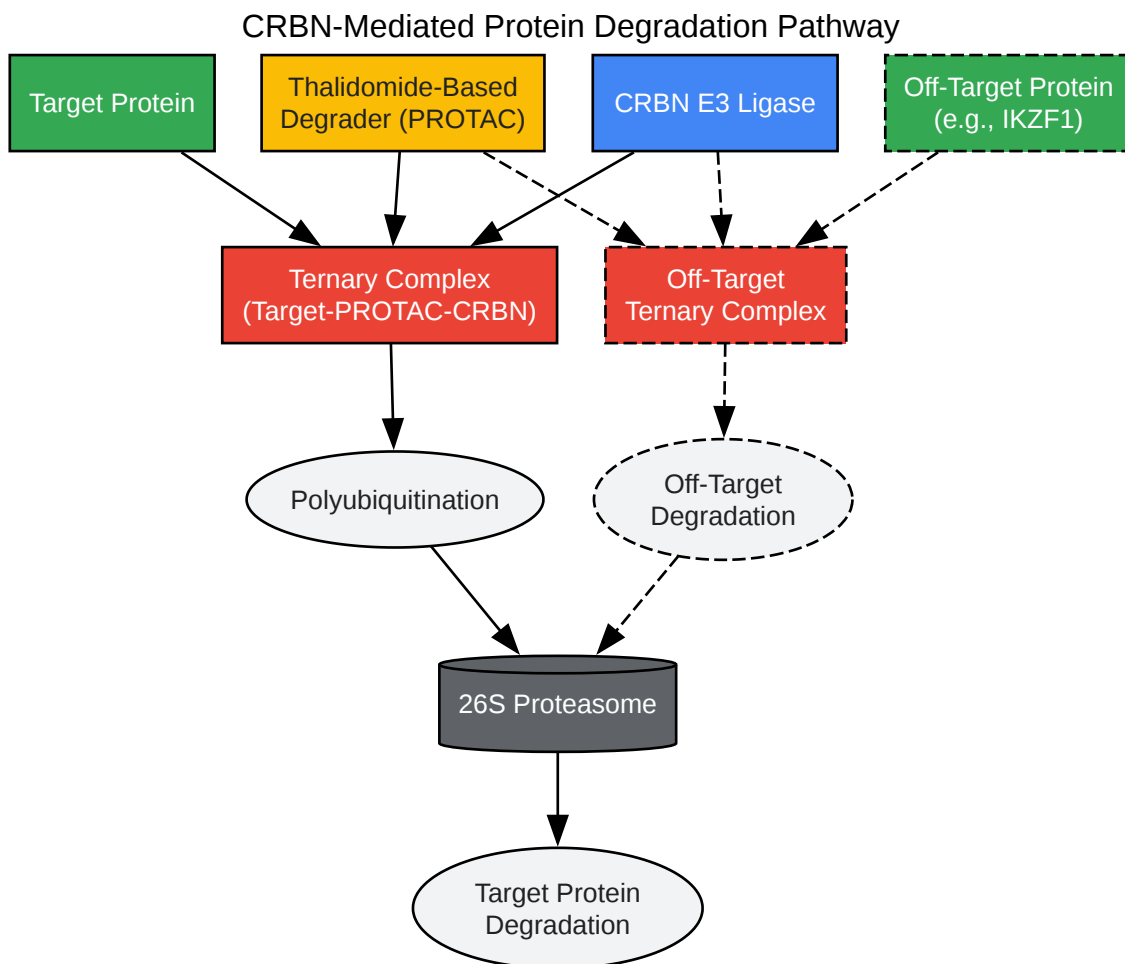 CRBN-Mediated Protein Degradation Pathway
Target Protein
Thalidomide-Based
Degrader (PROTAC)
CRBN E3 Ligase
Off-Target Protein
(e.g., IKZF1)
Ternary Complex
(Target-PROTAC-CRBN)
Off-Target
Ternary Complex
Polyubiquitination
Off-Target
Degradation
26S Proteasome
Target Protein
Degradation